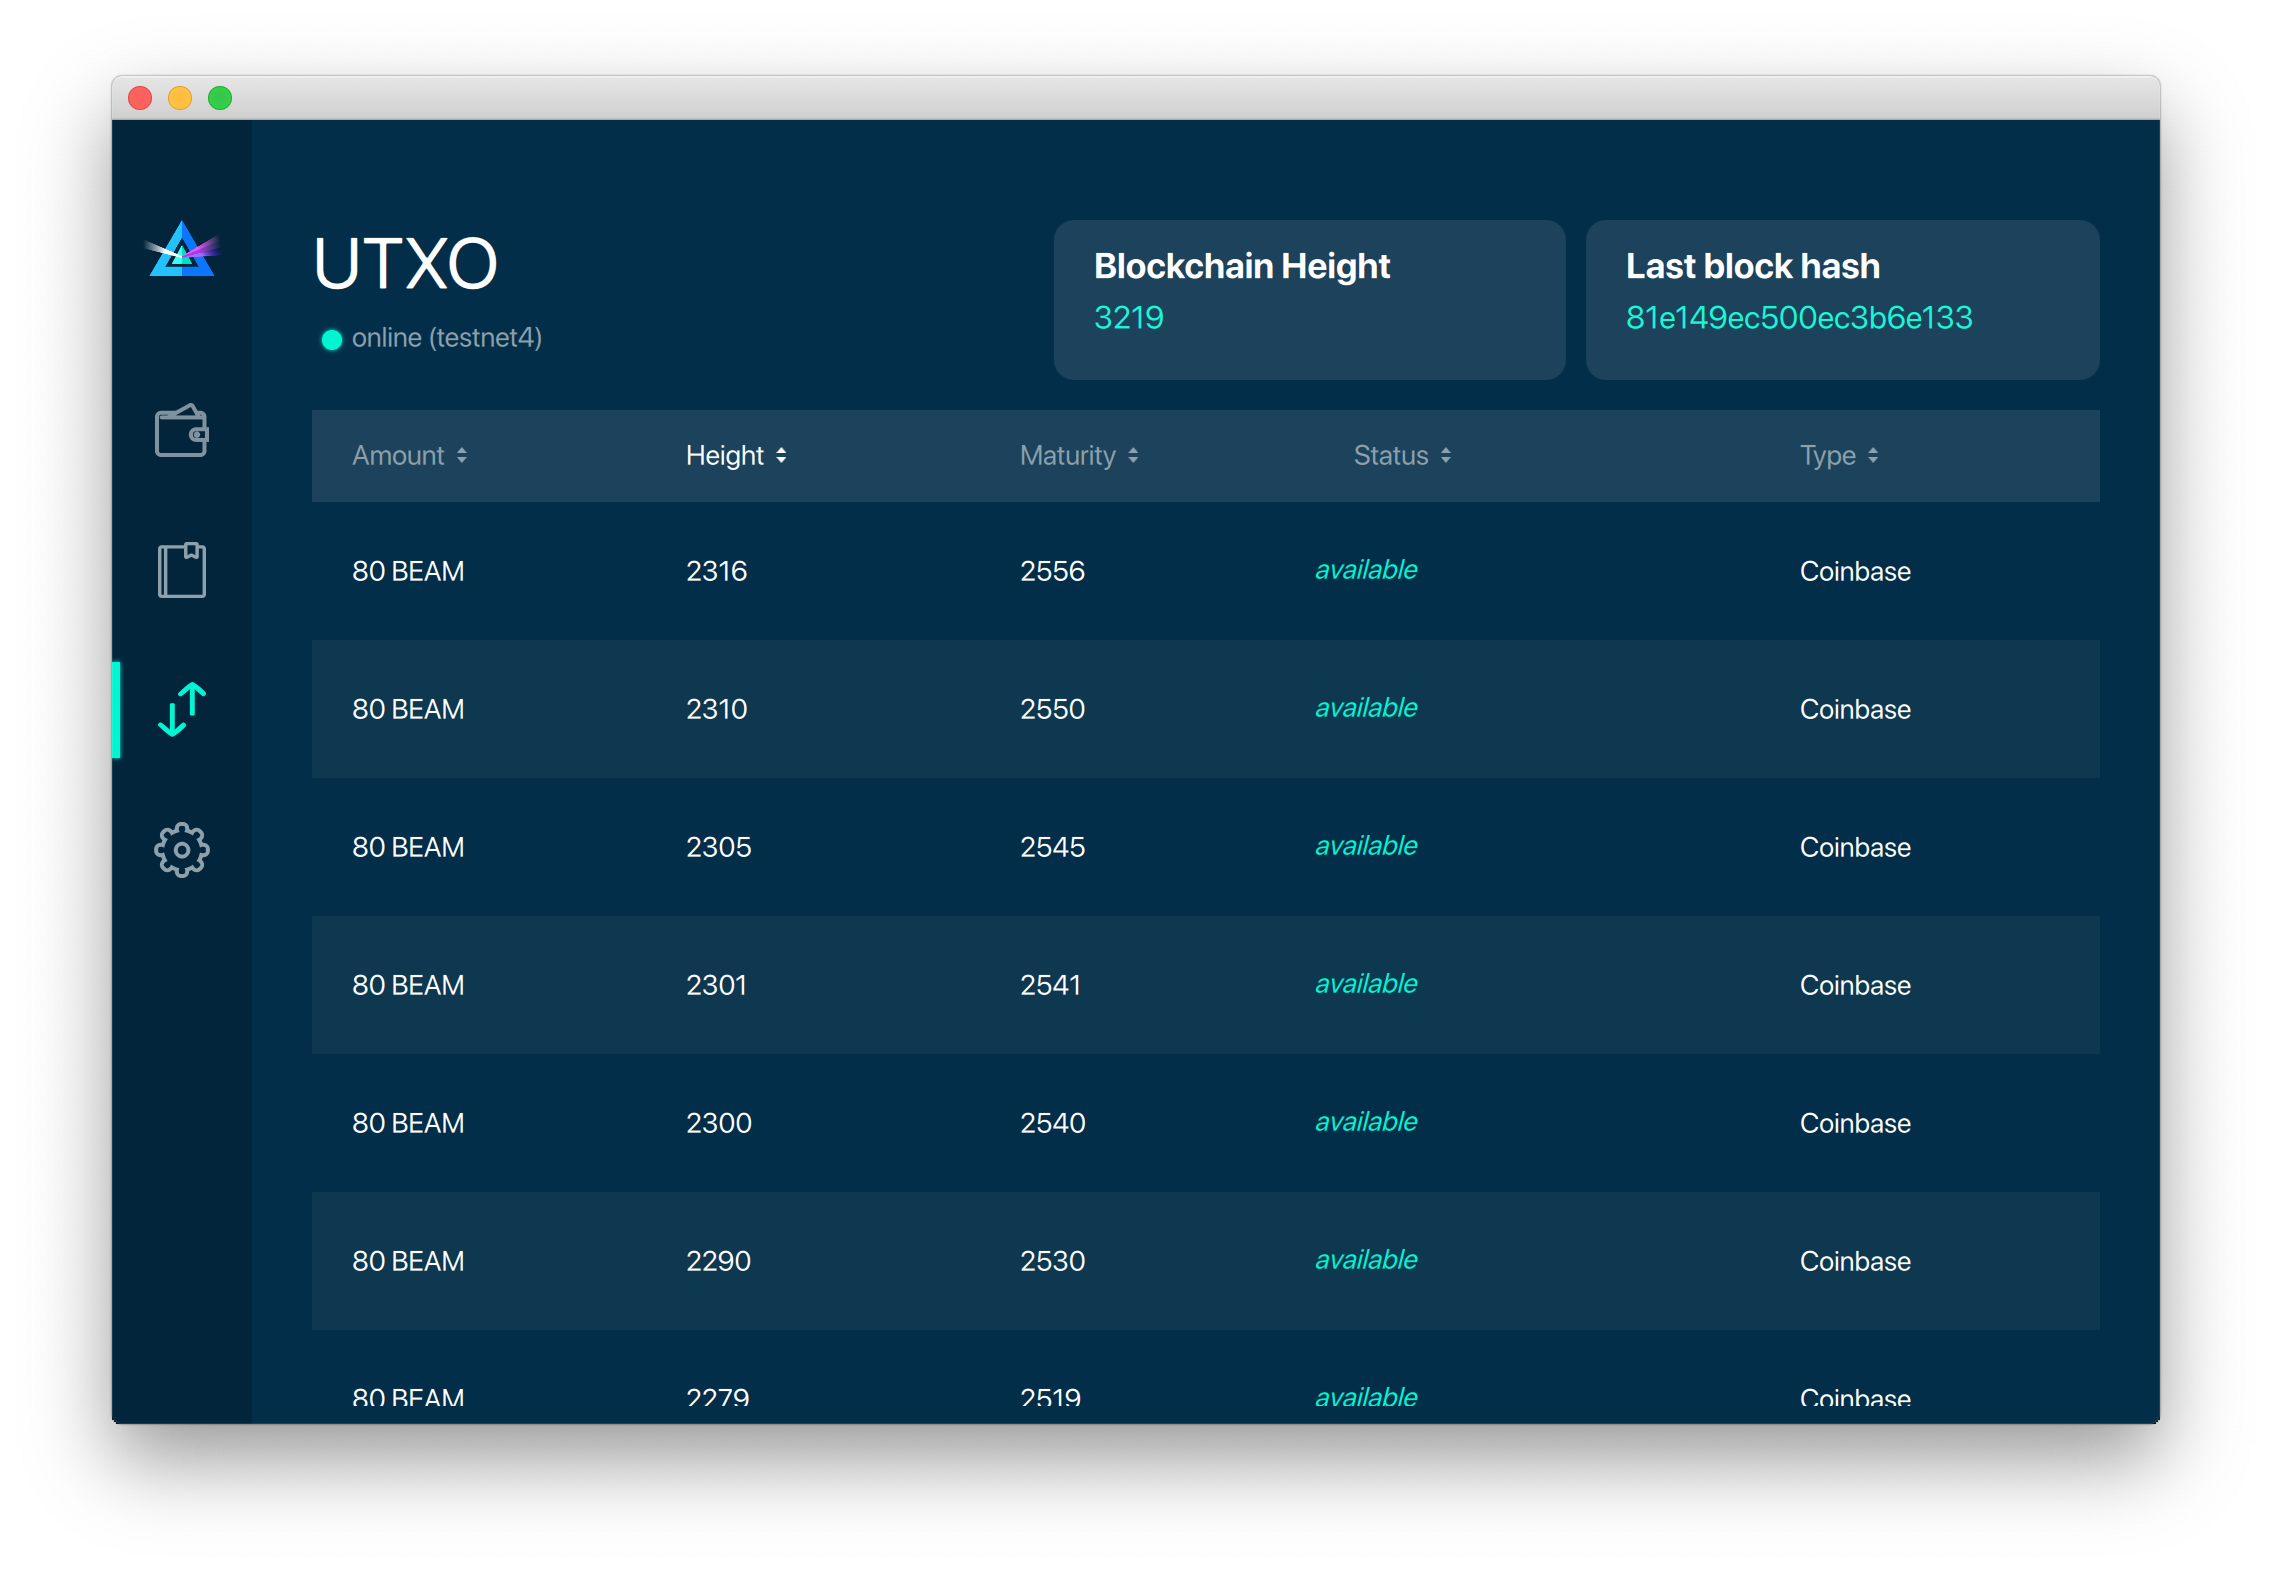 UTXO
online (testnet4)
Blockchain Height
3219
Last block hash
81e149ec500ec3b6e133
Amount Height Maturity Status Type
80 BEAM 2316 2556 available Coinbase
80 BEAM 2310 2550 available Coinbase
80 BEAM 2305 2545 available Coinbase
80 BEAM 2301 2541 available Coinbase
80 BEAM 2300 2540 available Coinbase
80 BEAM 2290 2530 available Coinbase
80 BEAM 2279 2519 available Coinbase